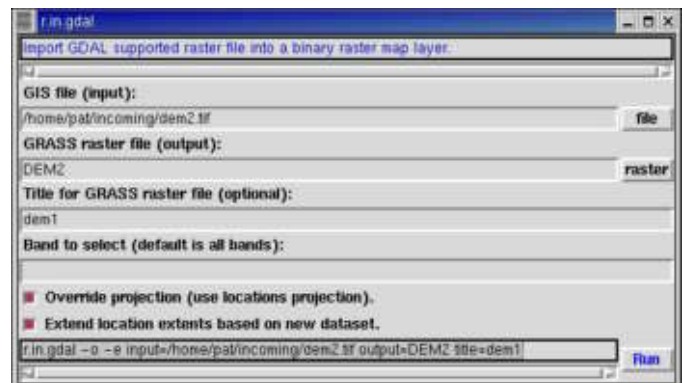 r.in.gdal
Import GDAL supported raster file into a binary raster map layer.
GIS file (input):
/home/pat/incoming/dem2.tif
file
GRASS raster file (output):
DEM2
raster
Title for GRASS raster file (optional):
dem1
Band to select (default is all bands):
Override projection (use locations projection).
Extend location extents based on new dataset.
r.in.gdal -o -e input=/home/pat/incoming/dem2.tif output=DEM2 title=dem1
Run